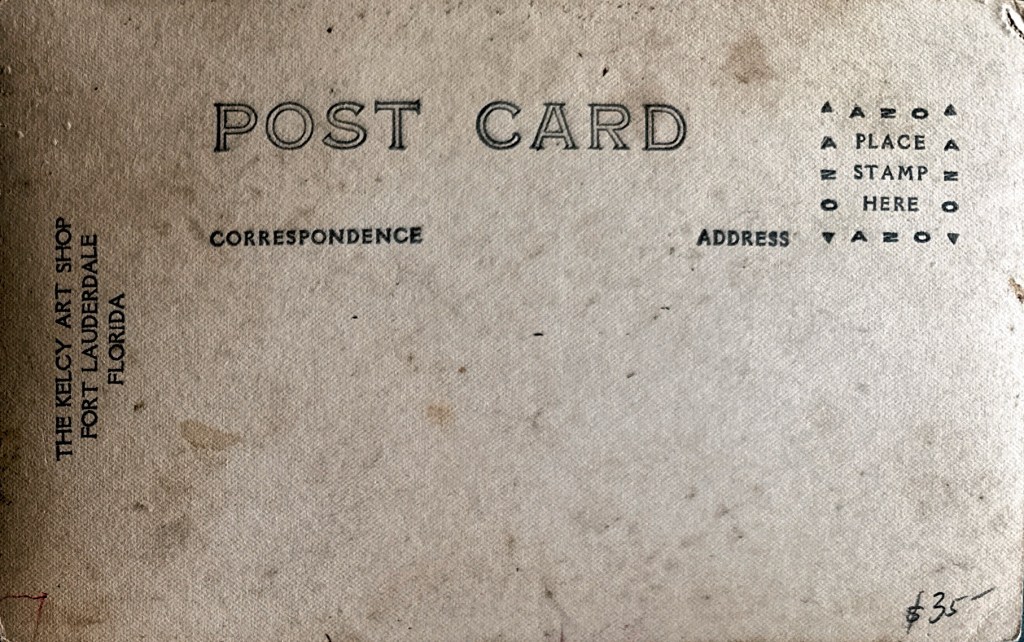 POST CARD
CORRESPONDENCE
ADDRESS
▲ A Z O ▲
A PLACE A
Z STAMP Z
O HERE O
▼ A Z O ▼
THE KELCY ART SHOP
FORT LAUDERDALE
FLORIDA
$35-